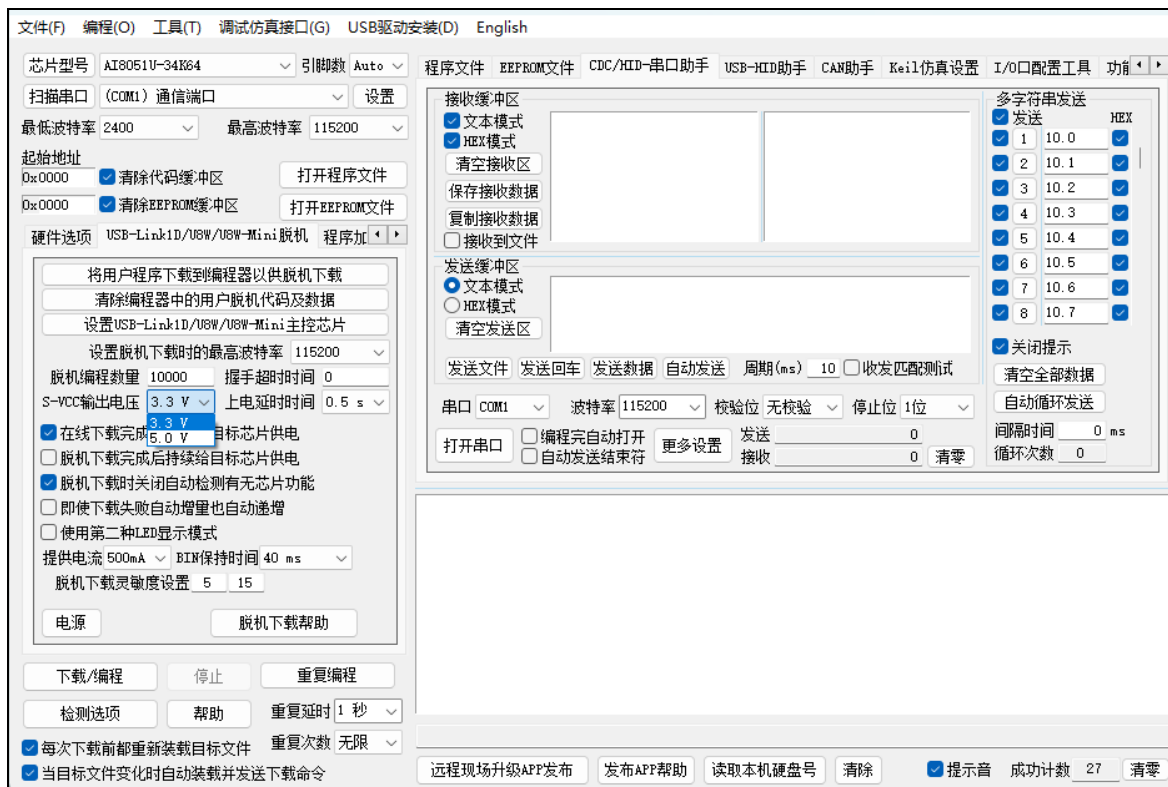 文件(F) 编程(O) 工具(T) 调试仿真接口(G) USB驱动安装(D) English
芯片型号 AI8051U-34K64 引脚数 Auto
扫描串口 (COM1) 通信端口 设置
最低波特率 2400 最高波特率 115200
起始地址
0x0000 清除代码缓冲区 打开程序文件
0x0000 清除EEPROM缓冲区 打开EEPROM文件
硬件选项 USB-Link1D/U8W/U8W-Mini脱机 程序加
将用户程序下载到编程器以供脱机下载
清除编程器中的用户脱机代码及数据
设置USB-Link1D/U8W/U8W-Mini主控芯片
设置脱机下载时的最高波特率 115200
脱机编程数量 10000 握手超时时间 0
S-VCC输出电压 3.3 V 上电延时时间 0.5 s
3.3 V
5.0 V
在线下载完成 目标芯片供电
脱机下载完成后持续给目标芯片供电
脱机下载时关闭自动检测有无芯片功能
即使下载失败自动增量也自动递增
使用第二种LED显示模式
提供电流 500mA BIN保持时间 40 ms
脱机下载灵敏度设置 5 15
电源 脱机下载帮助
下载/编程 停止 重复编程
检测选项 帮助 重复延时 1 秒
每次下载前都重新装载目标文件 重复次数 无限
当目标文件变化时自动装载并发送下载命令
程序文件 EEPROM文件 CDC/HID-串口助手 USB-HID助手 CAN助手 Keil仿真设置 I/O口配置工具
接收缓冲区
文本模式
HEX模式
清空接收区
保存接收数据
复制接收数据
接收到文件
发送缓冲区
文本模式
HEX模式
清空发送区
发送文件 发送回车 发送数据 自动发送 周期(ms) 10 收发匹配测试
串口 COM1 波特率 115200 校验位 无校验 停止位 1位
打开串口 编程完自动打开 更多设置 发送 0
自动发送结束符 接收 0 清零
多字符串发送
发送 HEX
1 10.0
2 10.1
3 10.2
4 10.3
5 10.4
6 10.5
7 10.6
8 10.7
关闭提示
清空全部数据
自动循环发送
间隔时间 0 ms
循环次数 0
远程现场升级APP发布 发布APP帮助 读取本机硬盘号 清除 提示音 成功计数 27 清零